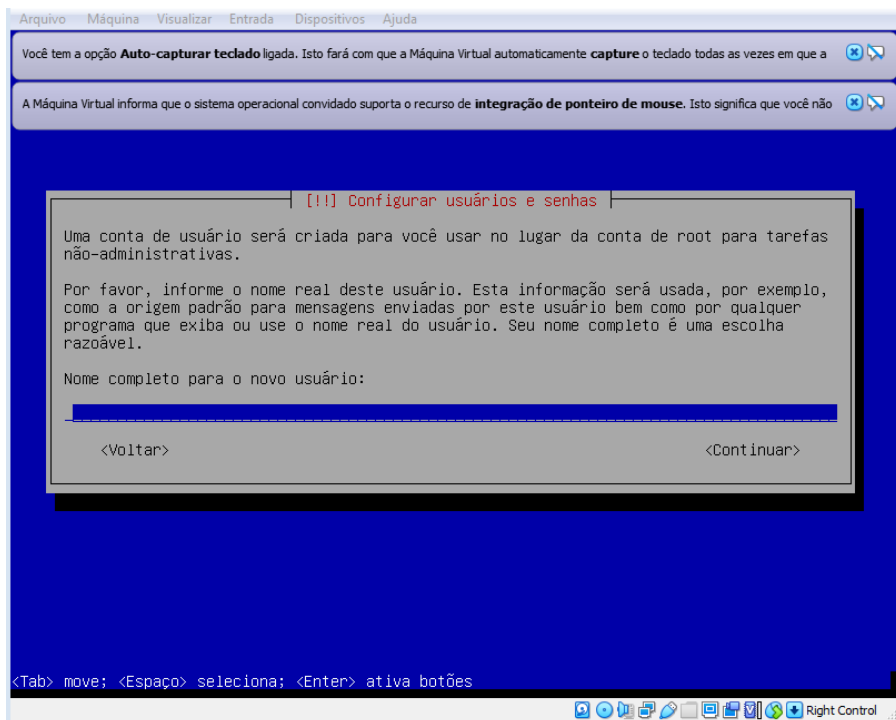 Arquivo Máquina Visualizar Entrada Dispositivos Ajuda
Você tem a opção Auto-capturar teclado ligada. Isto fará com que a Máquina Virtual automaticamente capture o teclado todas as vezes em que a
A Máquina Virtual informa que o sistema operacional convidado suporta o recurso de integração de ponteiro de mouse. Isto significa que você não
[!!] Configurar usuários e senhas
Uma conta de usuário será criada para você usar no lugar da conta de root para tarefas
não-administrativas.
Por favor, informe o nome real deste usuário. Esta informação será usada, por exemplo,
como a origem padrão para mensagens enviadas por este usuário bem como por qualquer
programa que exiba ou use o nome real do usuário. Seu nome completo é uma escolha
razoável.
Nome completo para o novo usuário:
<Voltar> <Continuar>
<Tab> move; <Espaço> seleciona; <Enter> ativa botões
Right Control